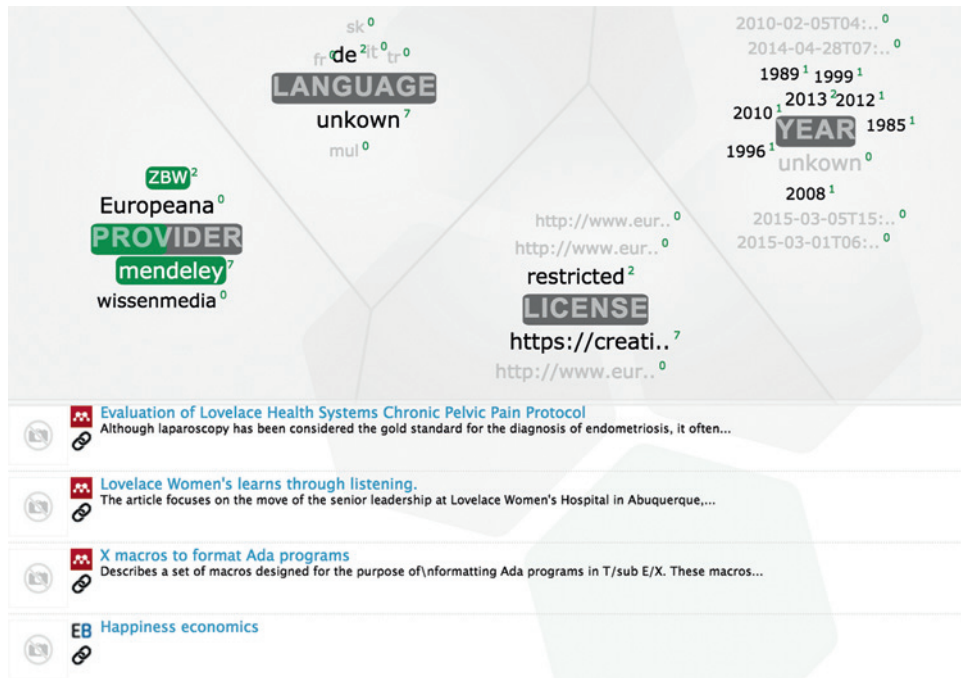 sk 0
fr 0 de 2 it 0 tr 0
LANGUAGE
unkown 7
mul 0
ZBW 2
Europeana 0
PROVIDER
mendeley 7
wissenmedia 0
http://www.eur.. 0
http://www.eur.. 0
restricted 2
LICENSE
https://creati.. 7
http://www.eur.. 0
2010-02-05T04:.. 0
2014-04-28T07:.. 0
1989 1 1999 1
2010 1 2013 2 2012 1
YEAR 1985 1
1996 1 unkown 0
2008 1
2015-03-05T15:.. 0
2015-03-01T06:.. 0
Evaluation of Lovelace Health Systems Chronic Pelvic Pain Protocol
Although laparoscopy has been considered the gold standard for the diagnosis of endometriosis, it often...
Lovelace Women's learns through listening.
The article focuses on the move of the senior leadership at Lovelace Women's Hospital in Abuquerque,...
X macros to format Ada programs
Describes a set of macros designed for the purpose of\nformatting Ada programs in T/sub E/X. These macros...
EB Happiness economics